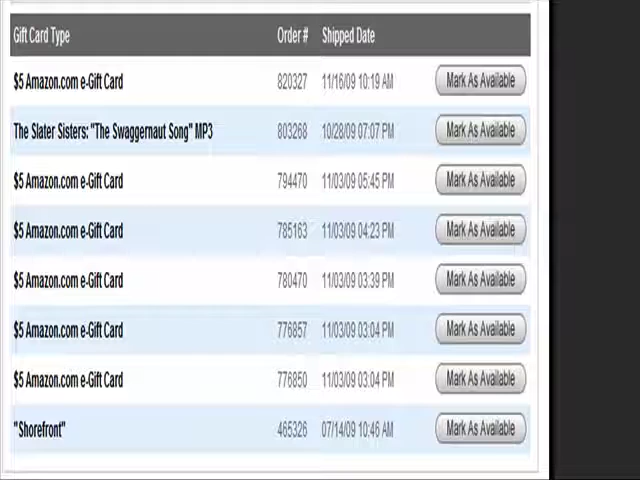 Gift Card Type Order # Shipped Date
$5 Amazon.com e-Gift Card 820327 11/16/09 10:19 AM Mark As Available
The Slater Sisters: "The Swaggernaut Song" MP3 803268 10/28/09 07:07 PM Mark As Available
$5 Amazon.com e-Gift Card 794470 11/03/09 05:45 PM Mark As Available
$5 Amazon.com e-Gift Card 785163 11/03/09 04:23 PM Mark As Available
$5 Amazon.com e-Gift Card 780470 11/03/09 03:39 PM Mark As Available
$5 Amazon.com e-Gift Card 776857 11/03/09 03:04 PM Mark As Available
$5 Amazon.com e-Gift Card 776850 11/03/09 03:04 PM Mark As Available
"Shorefront" 465326 07/14/09 10:46 AM Mark As Available